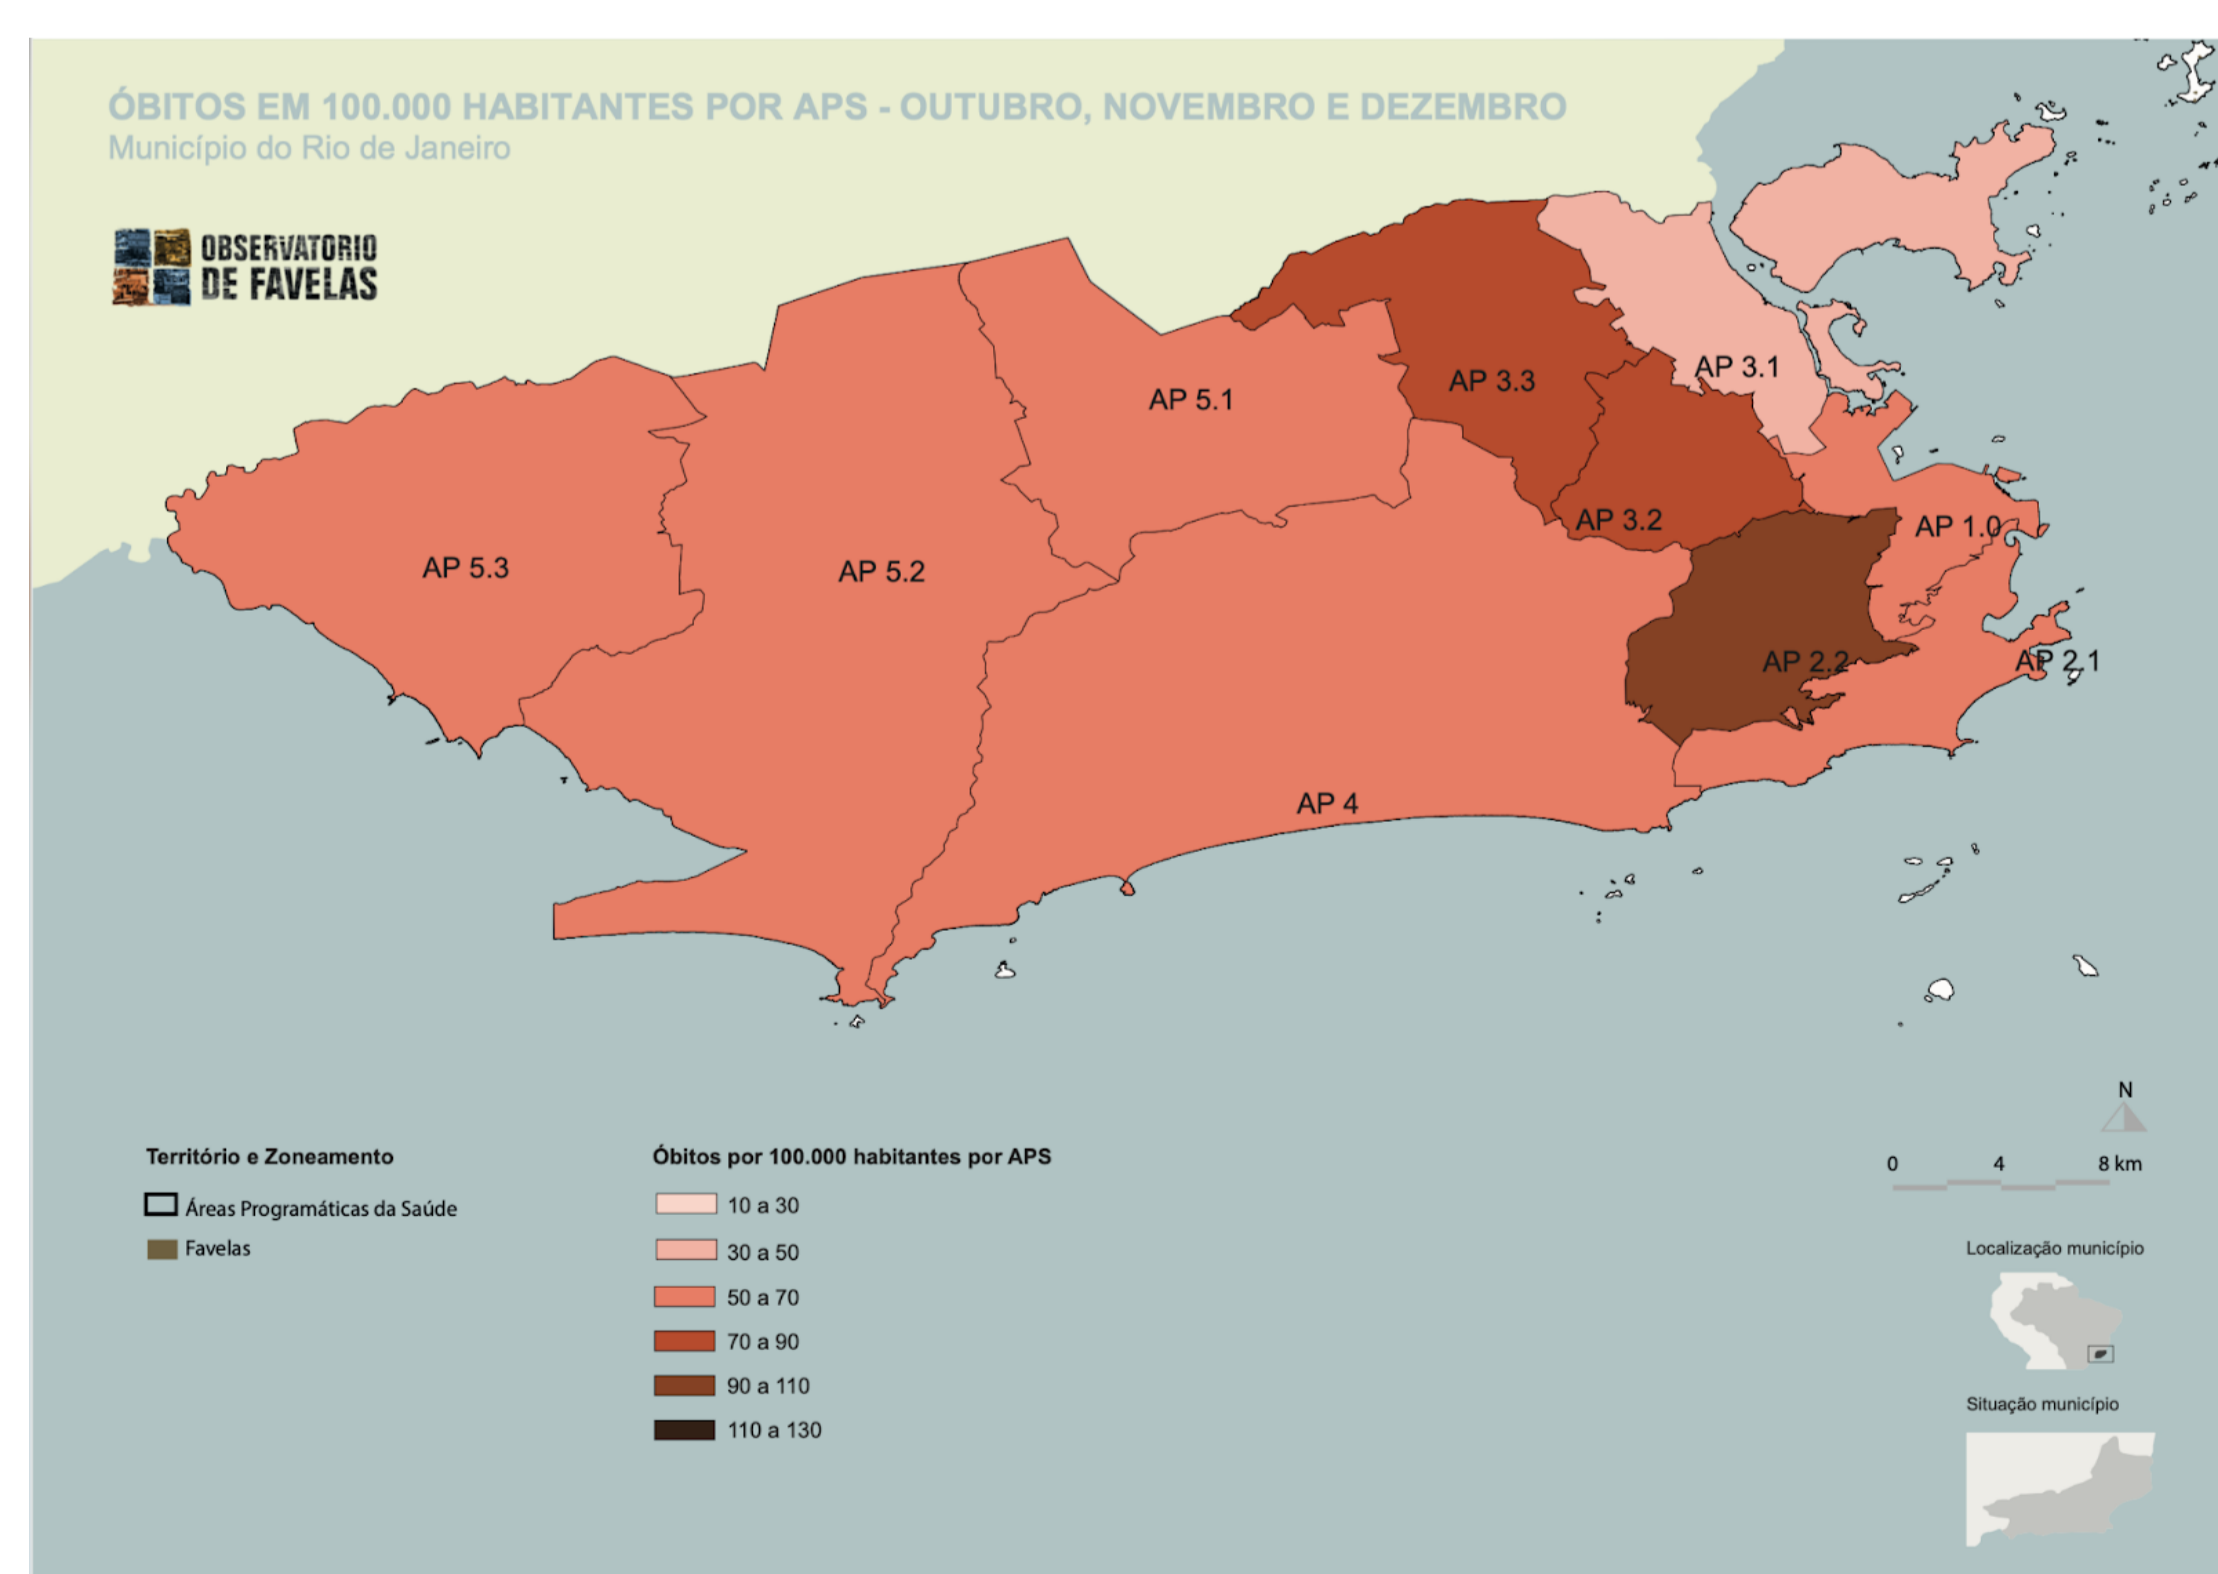 ÓBITOS EM 100.000 HABITANTES POR APS - OUTUBRO, NOVEMBRO E DEZEMBRO
Município do Rio de Janeiro
OBSERVATÓRIO
DE FAVELAS
AP 3.1
AP 3.3
AP 5.1
AP 3.2
AP 1.0
AP 5.3
AP 5.2
AP 2.2
AP 2.1
AP 4
N
0 4 8 km
Território e Zoneamento
Áreas Programáticas da Saúde
Favelas
Óbitos por 100.000 habitantes por APS
10 a 30
30 a 50
50 a 70
70 a 90
90 a 110
110 a 130
Localização município
Situação município